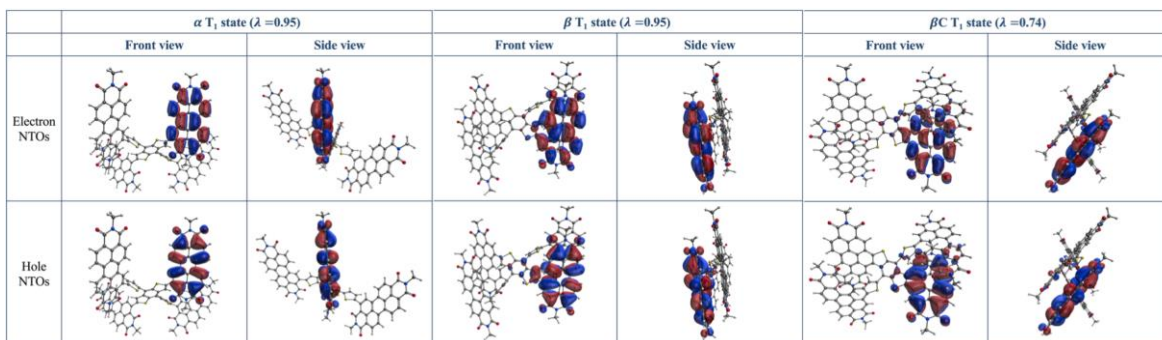 α T₁ state (λ =0.95) β T₁ state (λ =0.95) βC T₁ state (λ =0.74)
Front view Side view Front view Side view Front view Side view
Electron
NTOs
Hole
NTOs